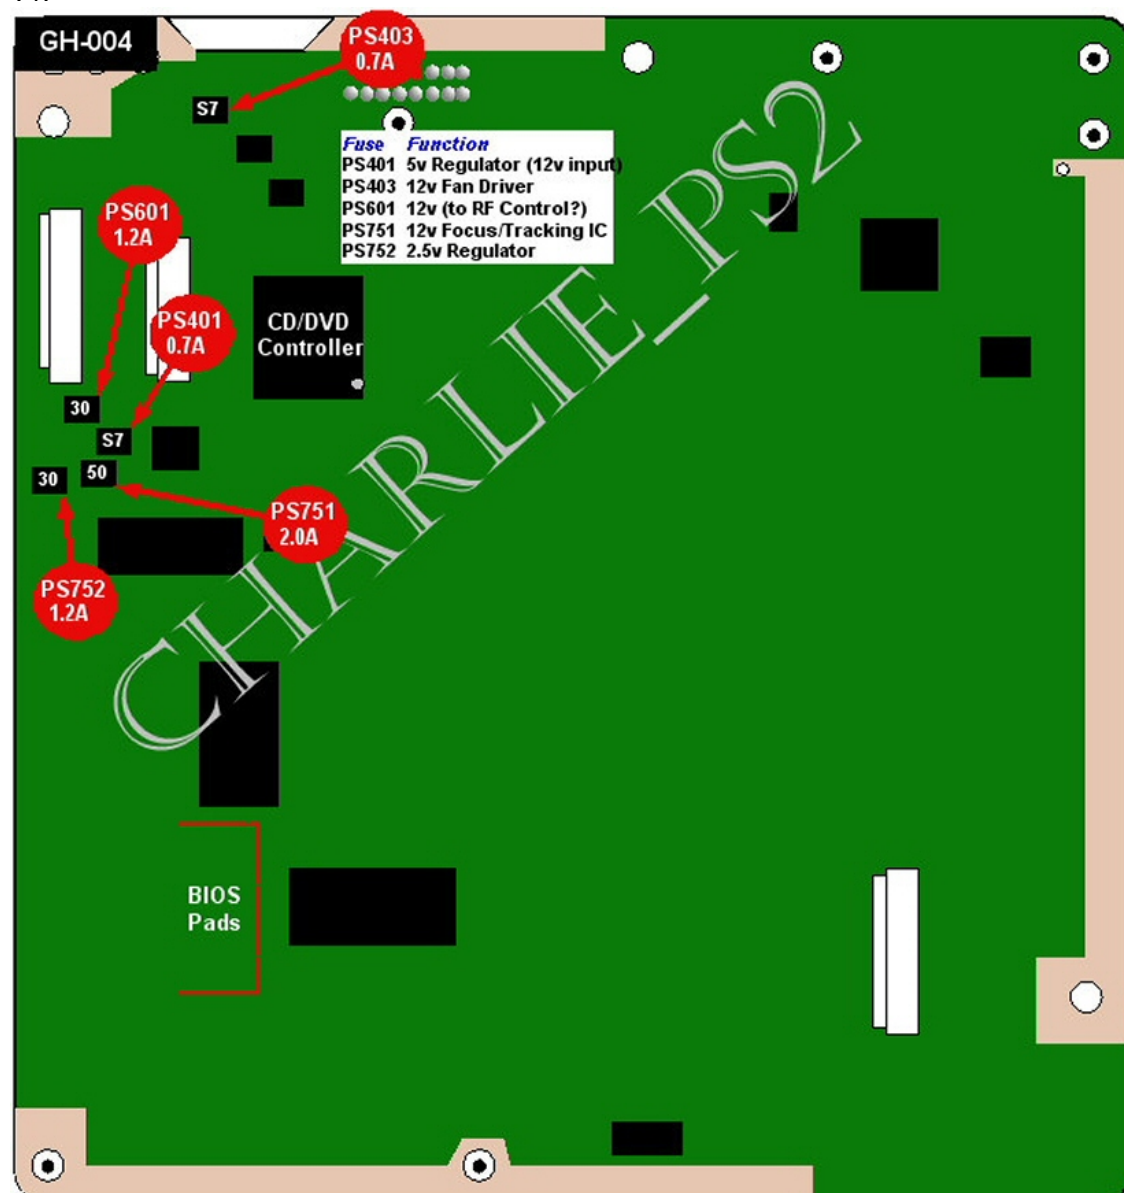 GH-004
PS403
0.7A
S7
Fuse Function
PS401 5v Regulator (12v input)
PS403 12v Fan Driver
PS601 12v (to RF Control?)
PS751 12v Focus/Tracking IC
PS752 2.5v Regulator
PS601
1.2A
PS401
0.7A
CD/DVD
Controller
30
S7
30
50
PS751
2.0A
PS752
1.2A
CHARLIE_PS2
BIOS
Pads